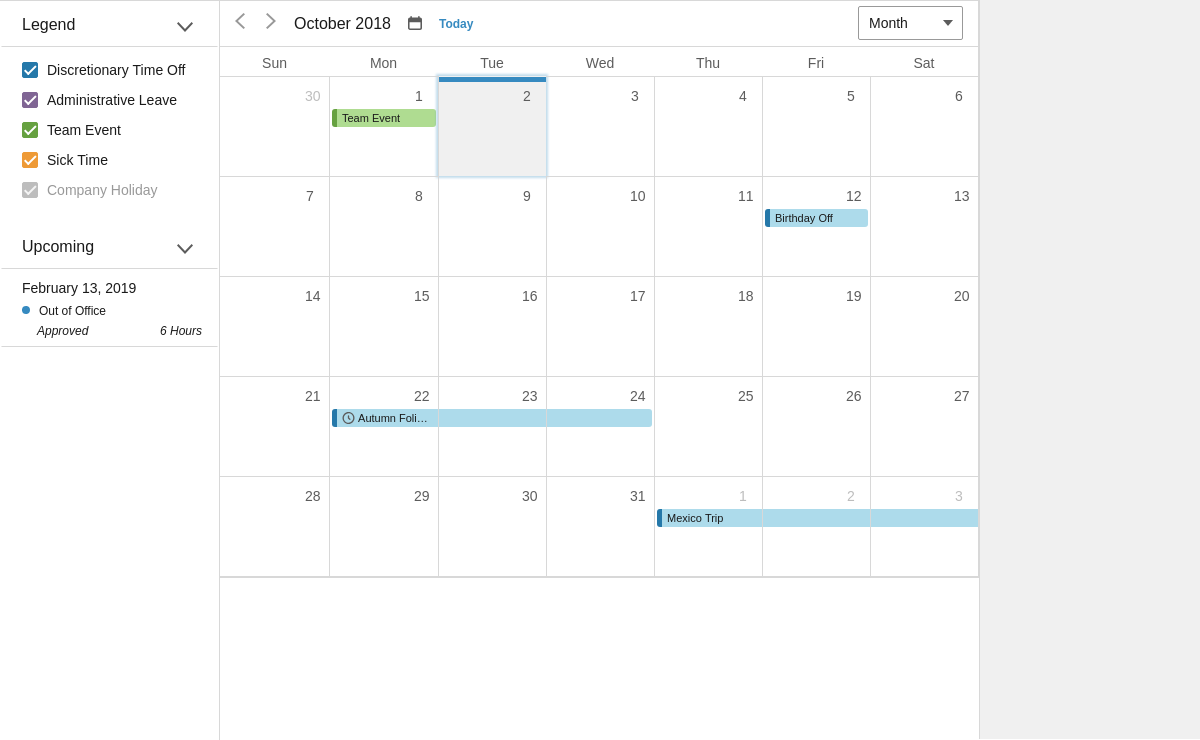 Legend
Discretionary Time Off
Administrative Leave
Team Event
Sick Time
Company Holiday
Upcoming
February 13, 2019
Out of Office
Approved 6 Hours
October 2018 Today Month
Sun Mon Tue Wed Thu Fri Sat
30 1 2 3 4 5 6
Team Event
7 8 9 10 11 12 13
Birthday Off
14 15 16 17 18 19 20
21 22 23 24 25 26 27
Autumn Foli...
28 29 30 31 1 2 3
Mexico Trip